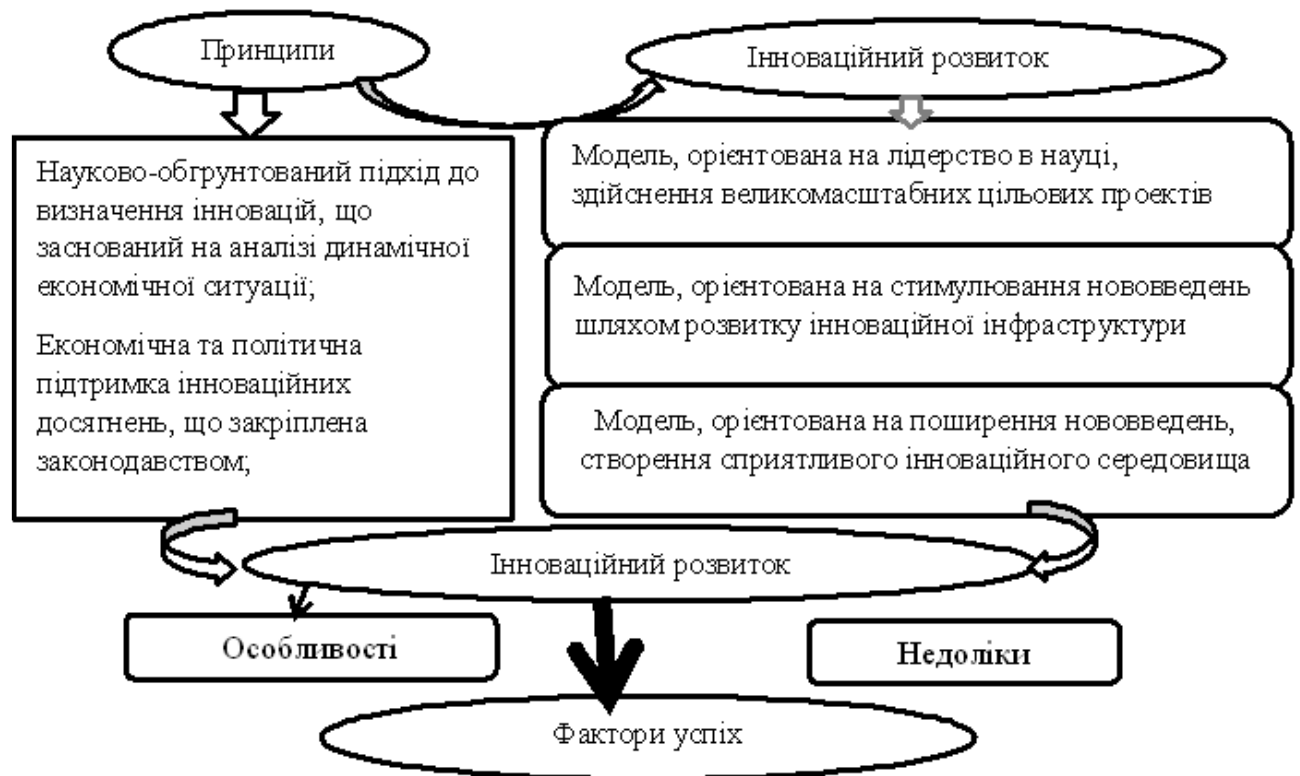 Принципи
Інноваційний розвиток
Науково-обгрунтований підхід до
визначення інновацій, що
заснований на аналізі динамічної
економічної ситуації;
Економічна та політична
підтримка інноваційних
досягнень, що закріплена
законодавством;
Модель, орієнтована на лідерство в науці,
здійснення великомасштабних цільових проектів
Модель, орієнтована на стимулювання нововведень
шляхом розвитку інноваційної інфраструктури
Модель, орієнтована на поширення нововведень,
створення сприятливого інноваційного середовища
Інноваційний розвиток
Особливості
Недоліки
Фактори успіх